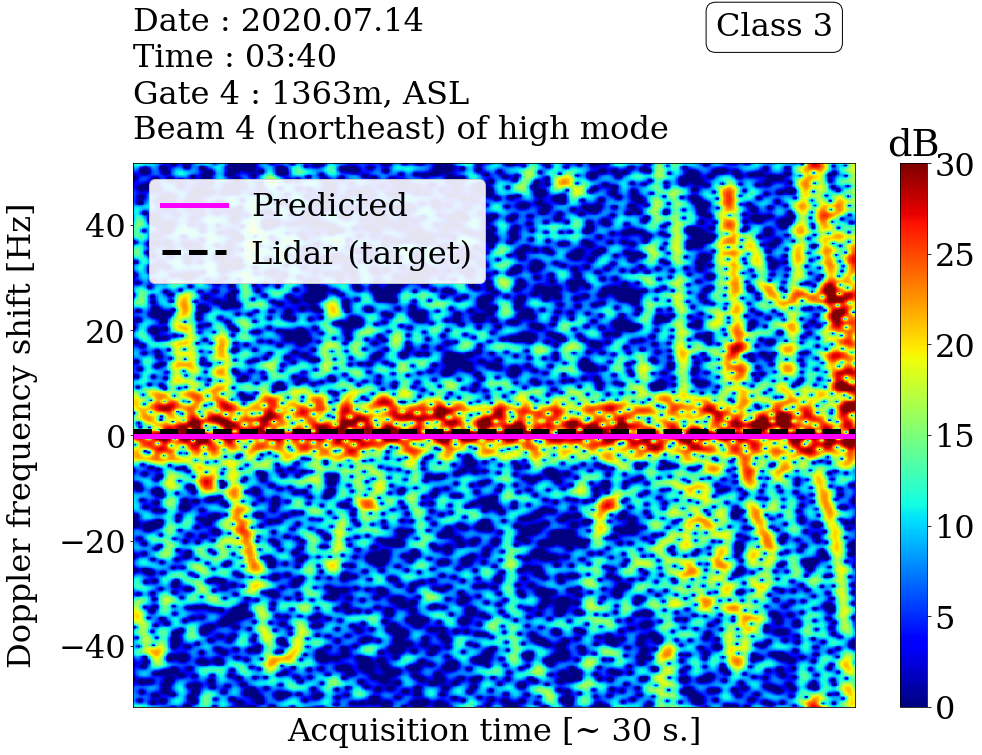 Date : 2020.07.14
Time : 03:40
Gate 4 : 1363m, ASL
Beam 4 (northeast) of high mode
Class 3
dB
Predicted
Lidar (target)
Doppler frequency shift [Hz]
40
20
0
−20
−40
30
25
20
15
10
5
0
Acquisition time [~ 30 s.]